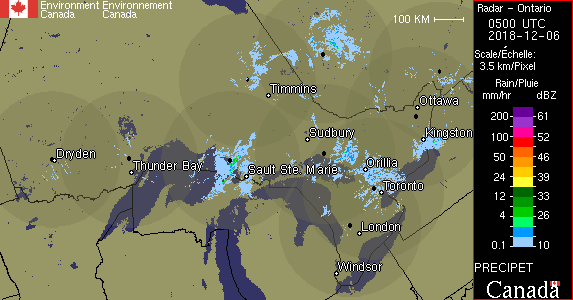 Environment Environnement
Canada Canada
100 KM
Timmins
Ottawa
Sudbury
Kingston
Dryden
Thunder Bay
Sault Ste. Marie
Orillia
Toronto
London
Windsor
Radar - Ontario
0500 UTC
2018-12-06
Scale/Échelle:
3.5 km/Pixel
Rain/Pluie
mm/hr dBZ
200 61
100 52
50 46
24 39
12 33
4 26
2 20
0.1 10
PRECIPET
Canada